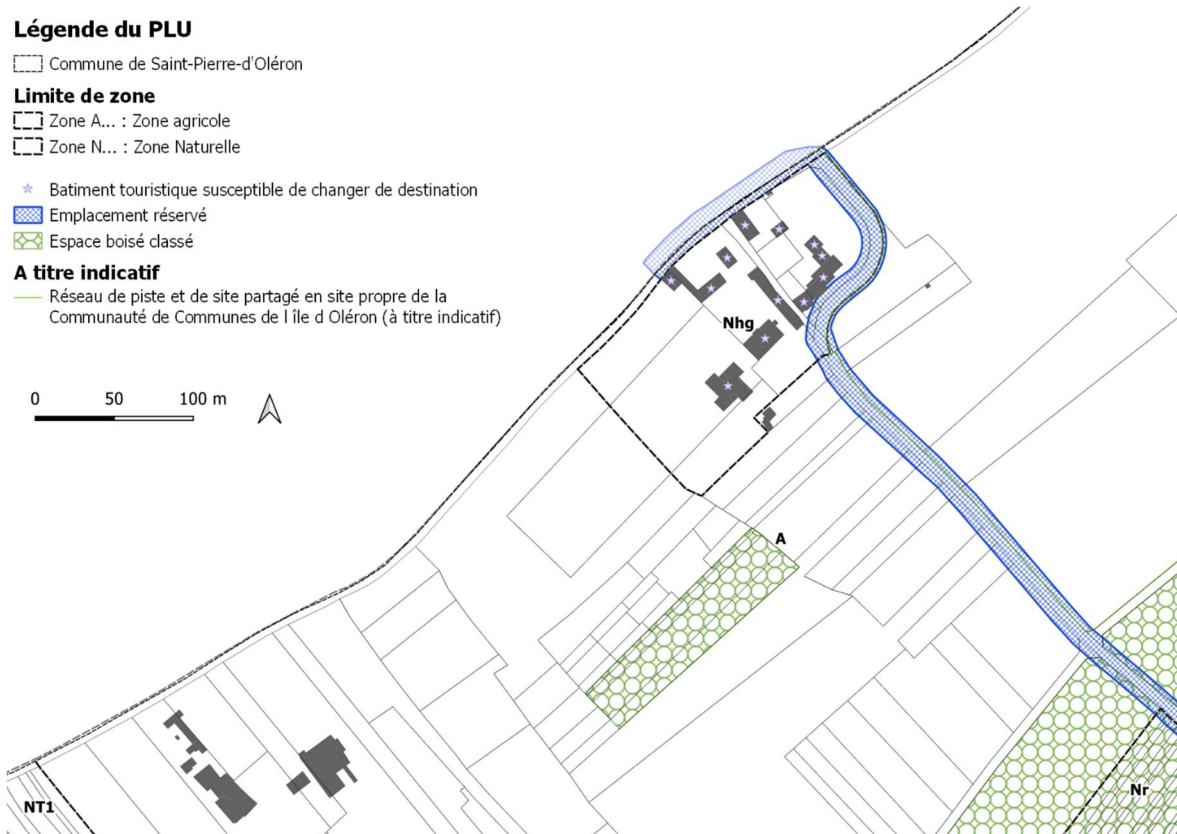 Légende du PLU
Commune de Saint-Pierre-d'Oléron
Limite de zone
Zone A... : Zone agricole
Zone N... : Zone Naturelle
Batiment touristique susceptible de changer de destination
Emplacement réservé
Espace boisé classé
A titre indicatif
Réseau de piste et de site partagé en site propre de la
Communauté de Communes de l île d Oléron (à titre indicatif)
0 50 100 m
Nhg
A
NT1
Nr